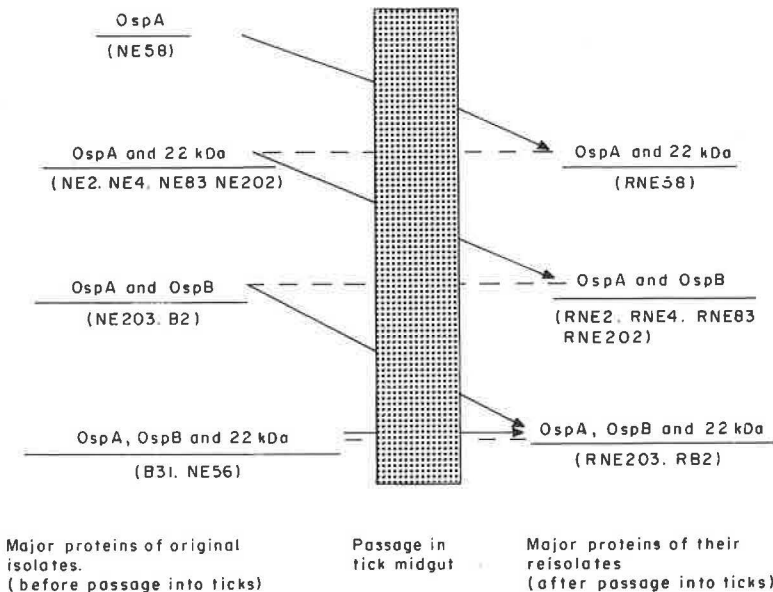 OspA
(NE58)
OspA and 22 kDa
(NE2. NE4. NE83 NE202)
OspA and OspB
(NE203. B2)
OspA, OspB and 22 kDa
(B31. NE56)
OspA and 22 kDa
(RNE58)
OspA and OspB
(RNE2. RNE4. RNE83
RNE202)
OspA, OspB and 22 kDa
(RNE203. RB2)
Major proteins of original
isolates.
(before passage into ticks)
Passage in
tick midgut
Major proteins of their
reisolates
(after passage into ticks)